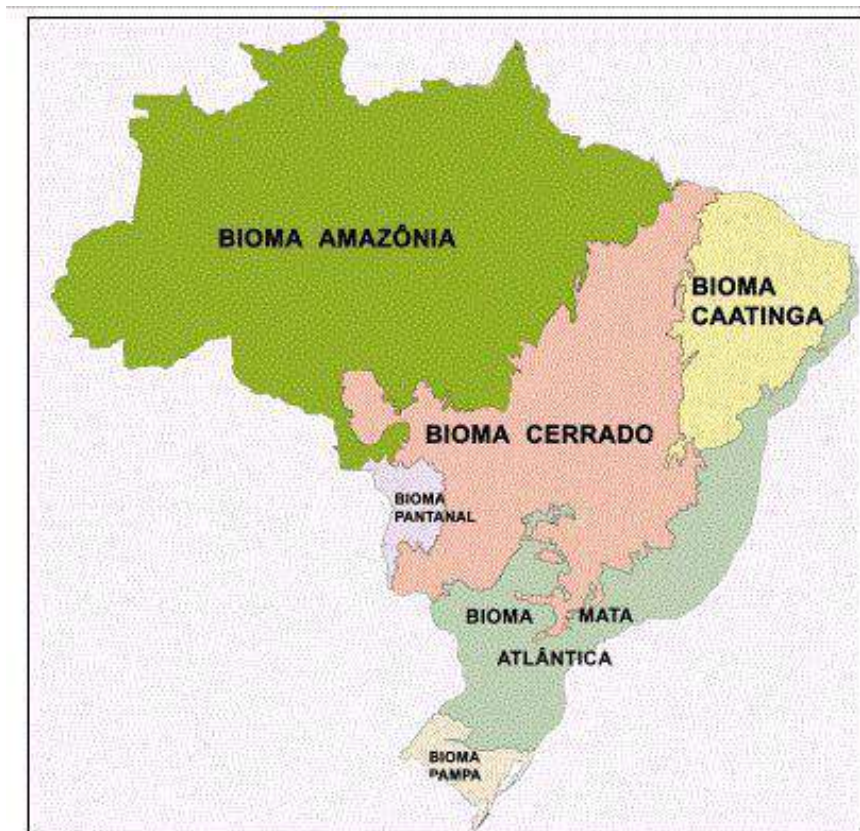 BIOMA AMAZÔNIA
BIOMA
CAATINGA
BIOMA CERRADO
BIOMA
PANTANAL
BIOMA MATA
ATLÂNTICA
BIOMA
PAMPA